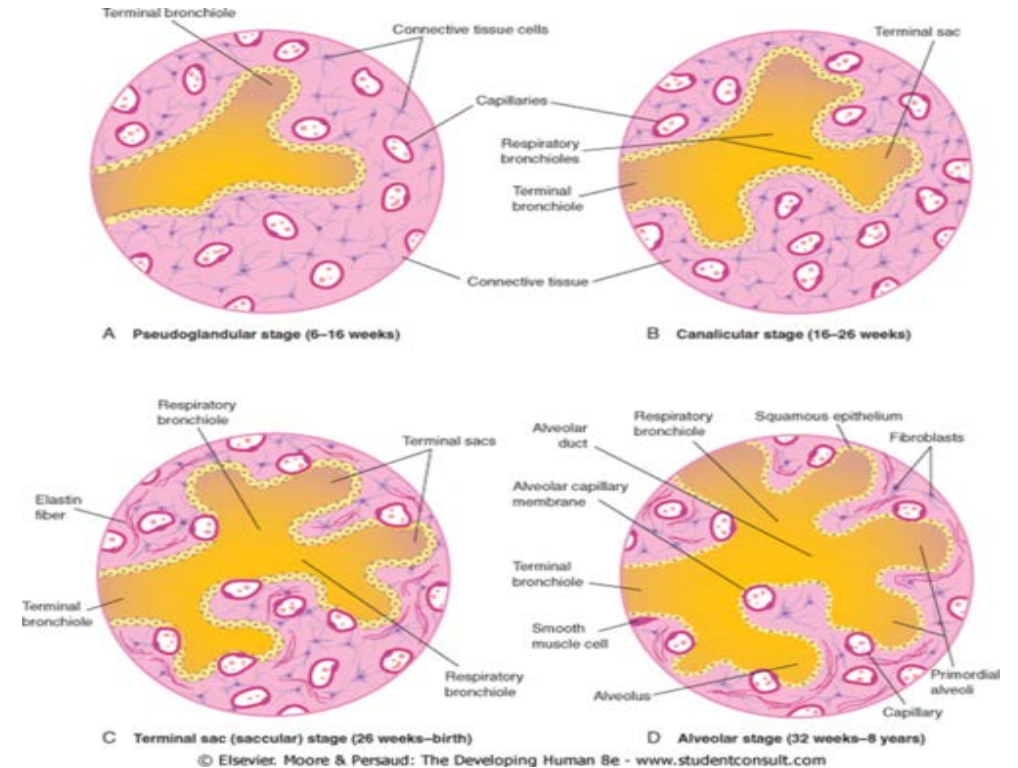 Terminal bronchiole
Connective tissue cells
Capillaries
Connective tissue
A Pseudoglandular stage (6–16 weeks)
Terminal sac
Respiratory
bronchioles
Terminal
bronchiole
B Canalicular stage (16–26 weeks)
Respiratory
bronchiole
Terminal sacs
Elastin
fiber
Terminal
bronchiole
Respiratory
bronchiole
C Terminal sac (saccular) stage (26 weeks–birth)
Alveolar
duct
Respiratory
bronchiole
Squamous epithelium
Fibroblasts
Alveolar capillary
membrane
Terminal
bronchiole
Smooth
muscle cell
Alveolus
Primordial
alveoli
Capillary
D Alveolar stage (32 weeks–8 years)
© Elsevier. Moore & Persaud: The Developing Human 8e - www.studentconsult.com